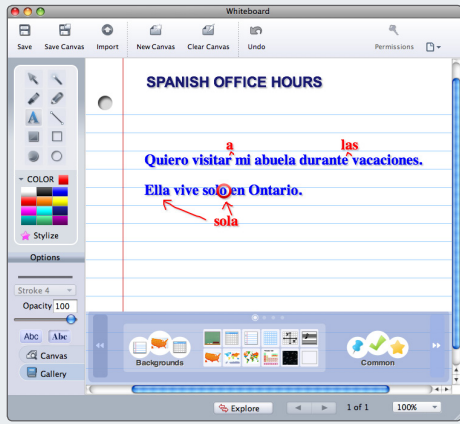 Whiteboard
Save Save Canvas Import New Canvas Clear Canvas Undo Permissions
SPANISH OFFICE HOURS
a las
Quiero visitar mi abuela durante vacaciones.
Ella vive solo en Ontario.
sola
A
COLOR
Stylize
Options
Stroke 4
Opacity 100
Abc Abc
Canvas
Gallery
Backgrounds Common
Explore 1 of 1 100%